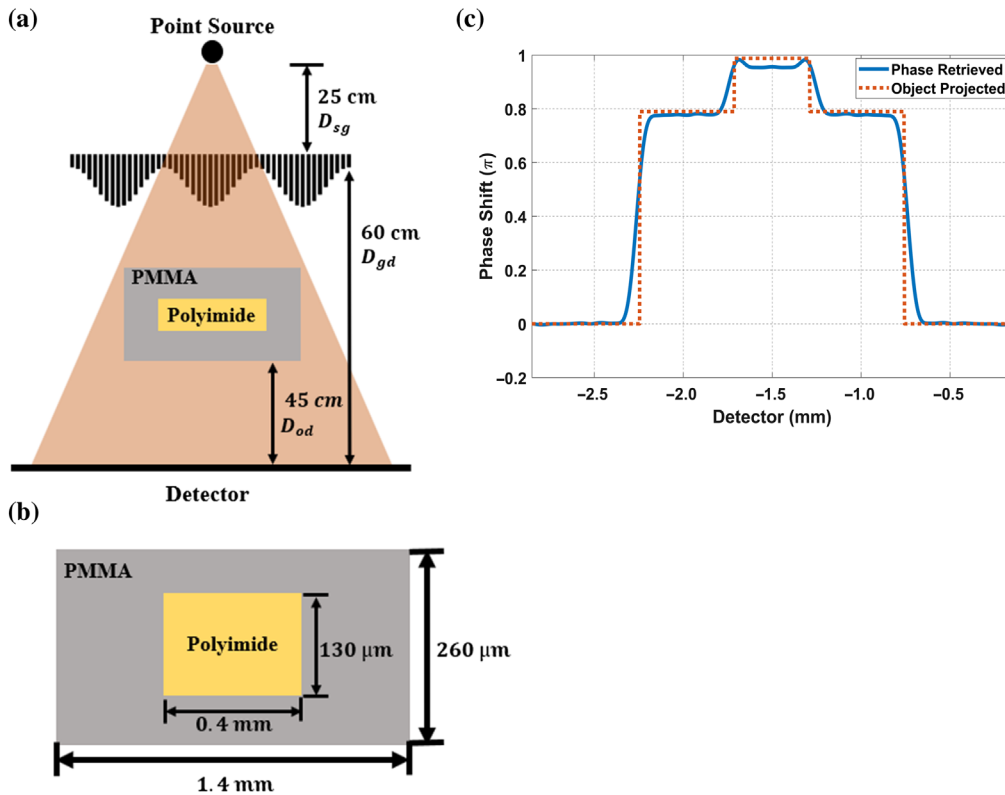 (a)
Point Source
25 cm
D_sg
60 cm
D_gd
PMMA
Polyimide
45 cm
D_od
Detector
(b)
PMMA
Polyimide
130 μm
260 μm
0.4 mm
1.4 mm
(c)
Phase Retrieved
Object Projected
Phase Shift (π)
1
0.8
0.6
0.4
0.2
0
−0.2
−2.5
−2.0
−1.5
−1.0
−0.5
Detector (mm)